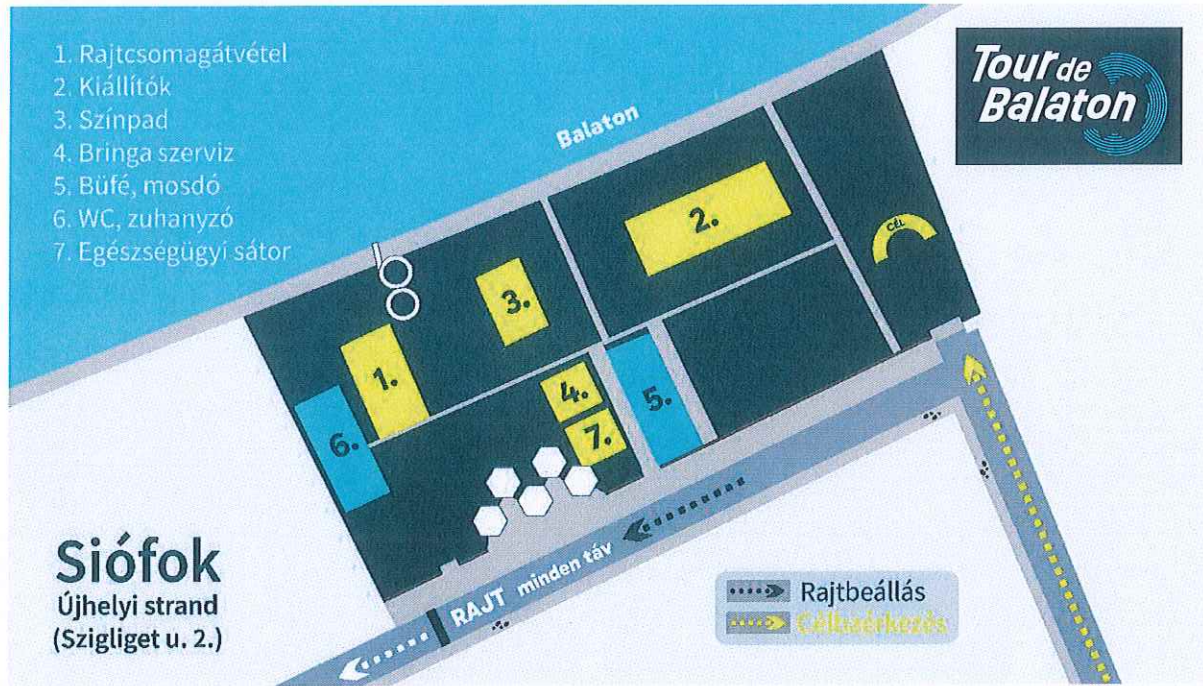 1. Rajtcsomagátvétel
2. Kiállítók
3. Színpad
4. Bringa szerviz
5. Büfé, mosdó
6. WC, zuhanyzó
7. Egészségügyi sátor
Tour de
Balaton
Balaton
2.
CÉL
3.
1.
4.
5.
6.
7.
RAJT minden táv
Siófok
Újhelyi strand
(Szigliget u. 2.)
Rajtbeállás
Célbaérkezés